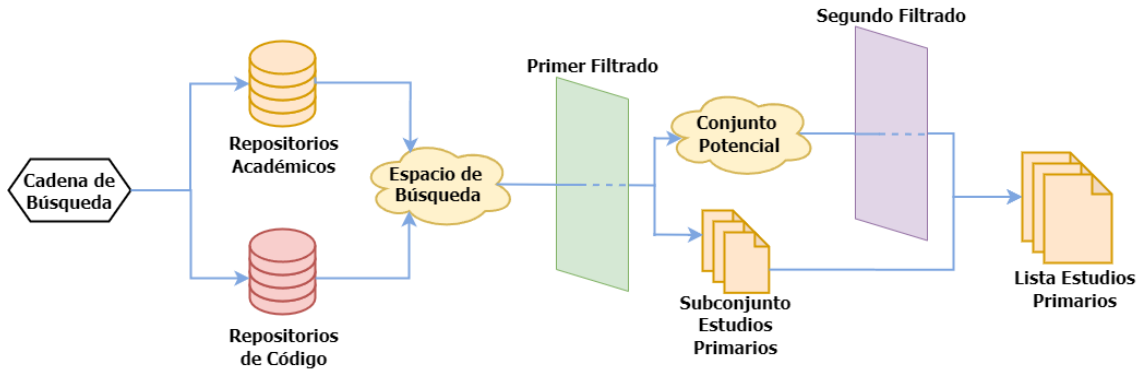 Cadena de
Búsqueda
Repositorios
Académicos
Repositorios
de Código
Espacio de
Búsqueda
Primer Filtrado
Conjunto
Potencial
Subconjunto
Estudios
Primarios
Segundo Filtrado
Lista Estudios
Primarios